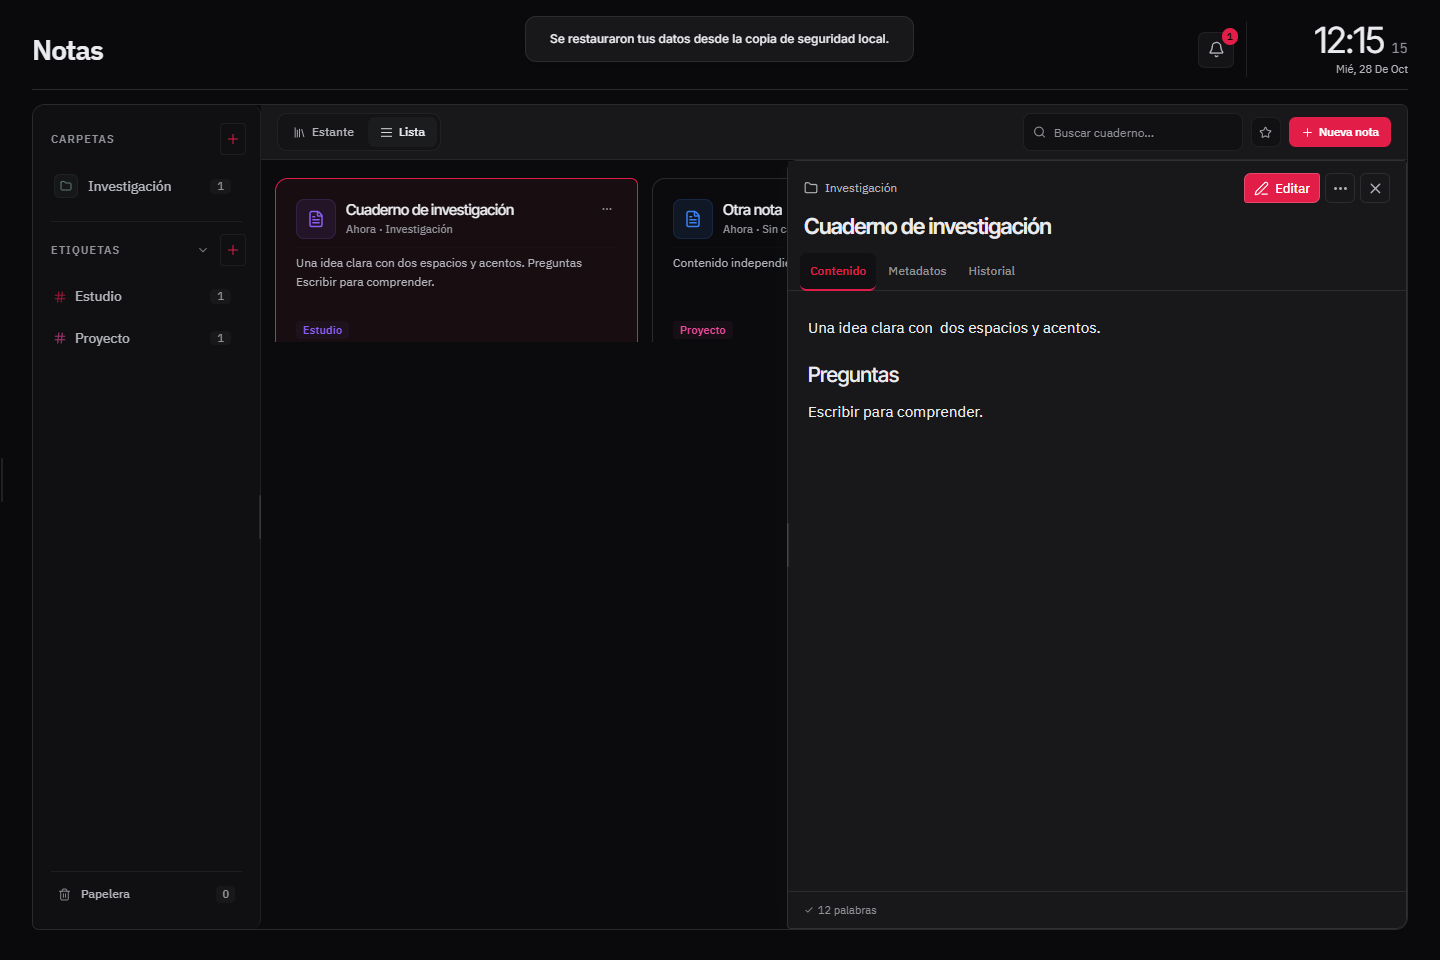 Notas
Se restauraron tus datos desde la copia de seguridad local.
1
12:15 15
Mié, 28 De Oct
CARPETAS
Investigación 1
ETIQUETAS
# Estudio 1
# Proyecto 1
Papelera 0
Estante
Lista
Buscar cuaderno...
Nueva nota
Cuaderno de investigación
Ahora · Investigación
Una idea clara con dos espacios y acentos. Preguntas
Escribir para comprender.
Estudio
Otra nota
Ahora · Sin c
Contenido independie
Proyecto
Investigación
Editar
Cuaderno de investigación
Contenido
Metadatos
Historial
Una idea clara con  dos espacios y acentos.
Preguntas
Escribir para comprender.
12 palabras